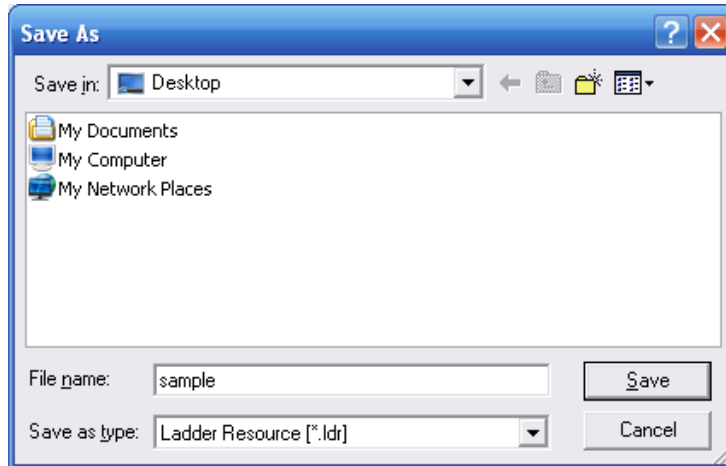 Save As
Save in: Desktop
My Documents
My Computer
My Network Places
File name: sample Save
Save as type: Ladder Resource [*.ldr] Cancel